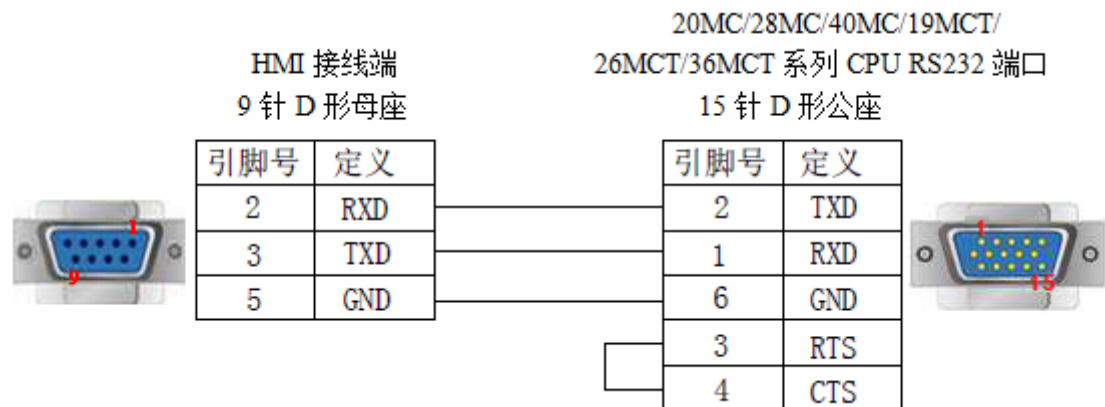 20MC/28MC/40MC/19MCT/
HMI 接线端
26MCT/36MCT 系列 CPU RS232 端口
9 针 D 形母座
15 针 D 形公座
引脚号 定义
引脚号 定义
2 RXD
2 TXD
3 TXD
1 RXD
5 GND
6 GND
3 RTS
4 CTS
1
9
1
15